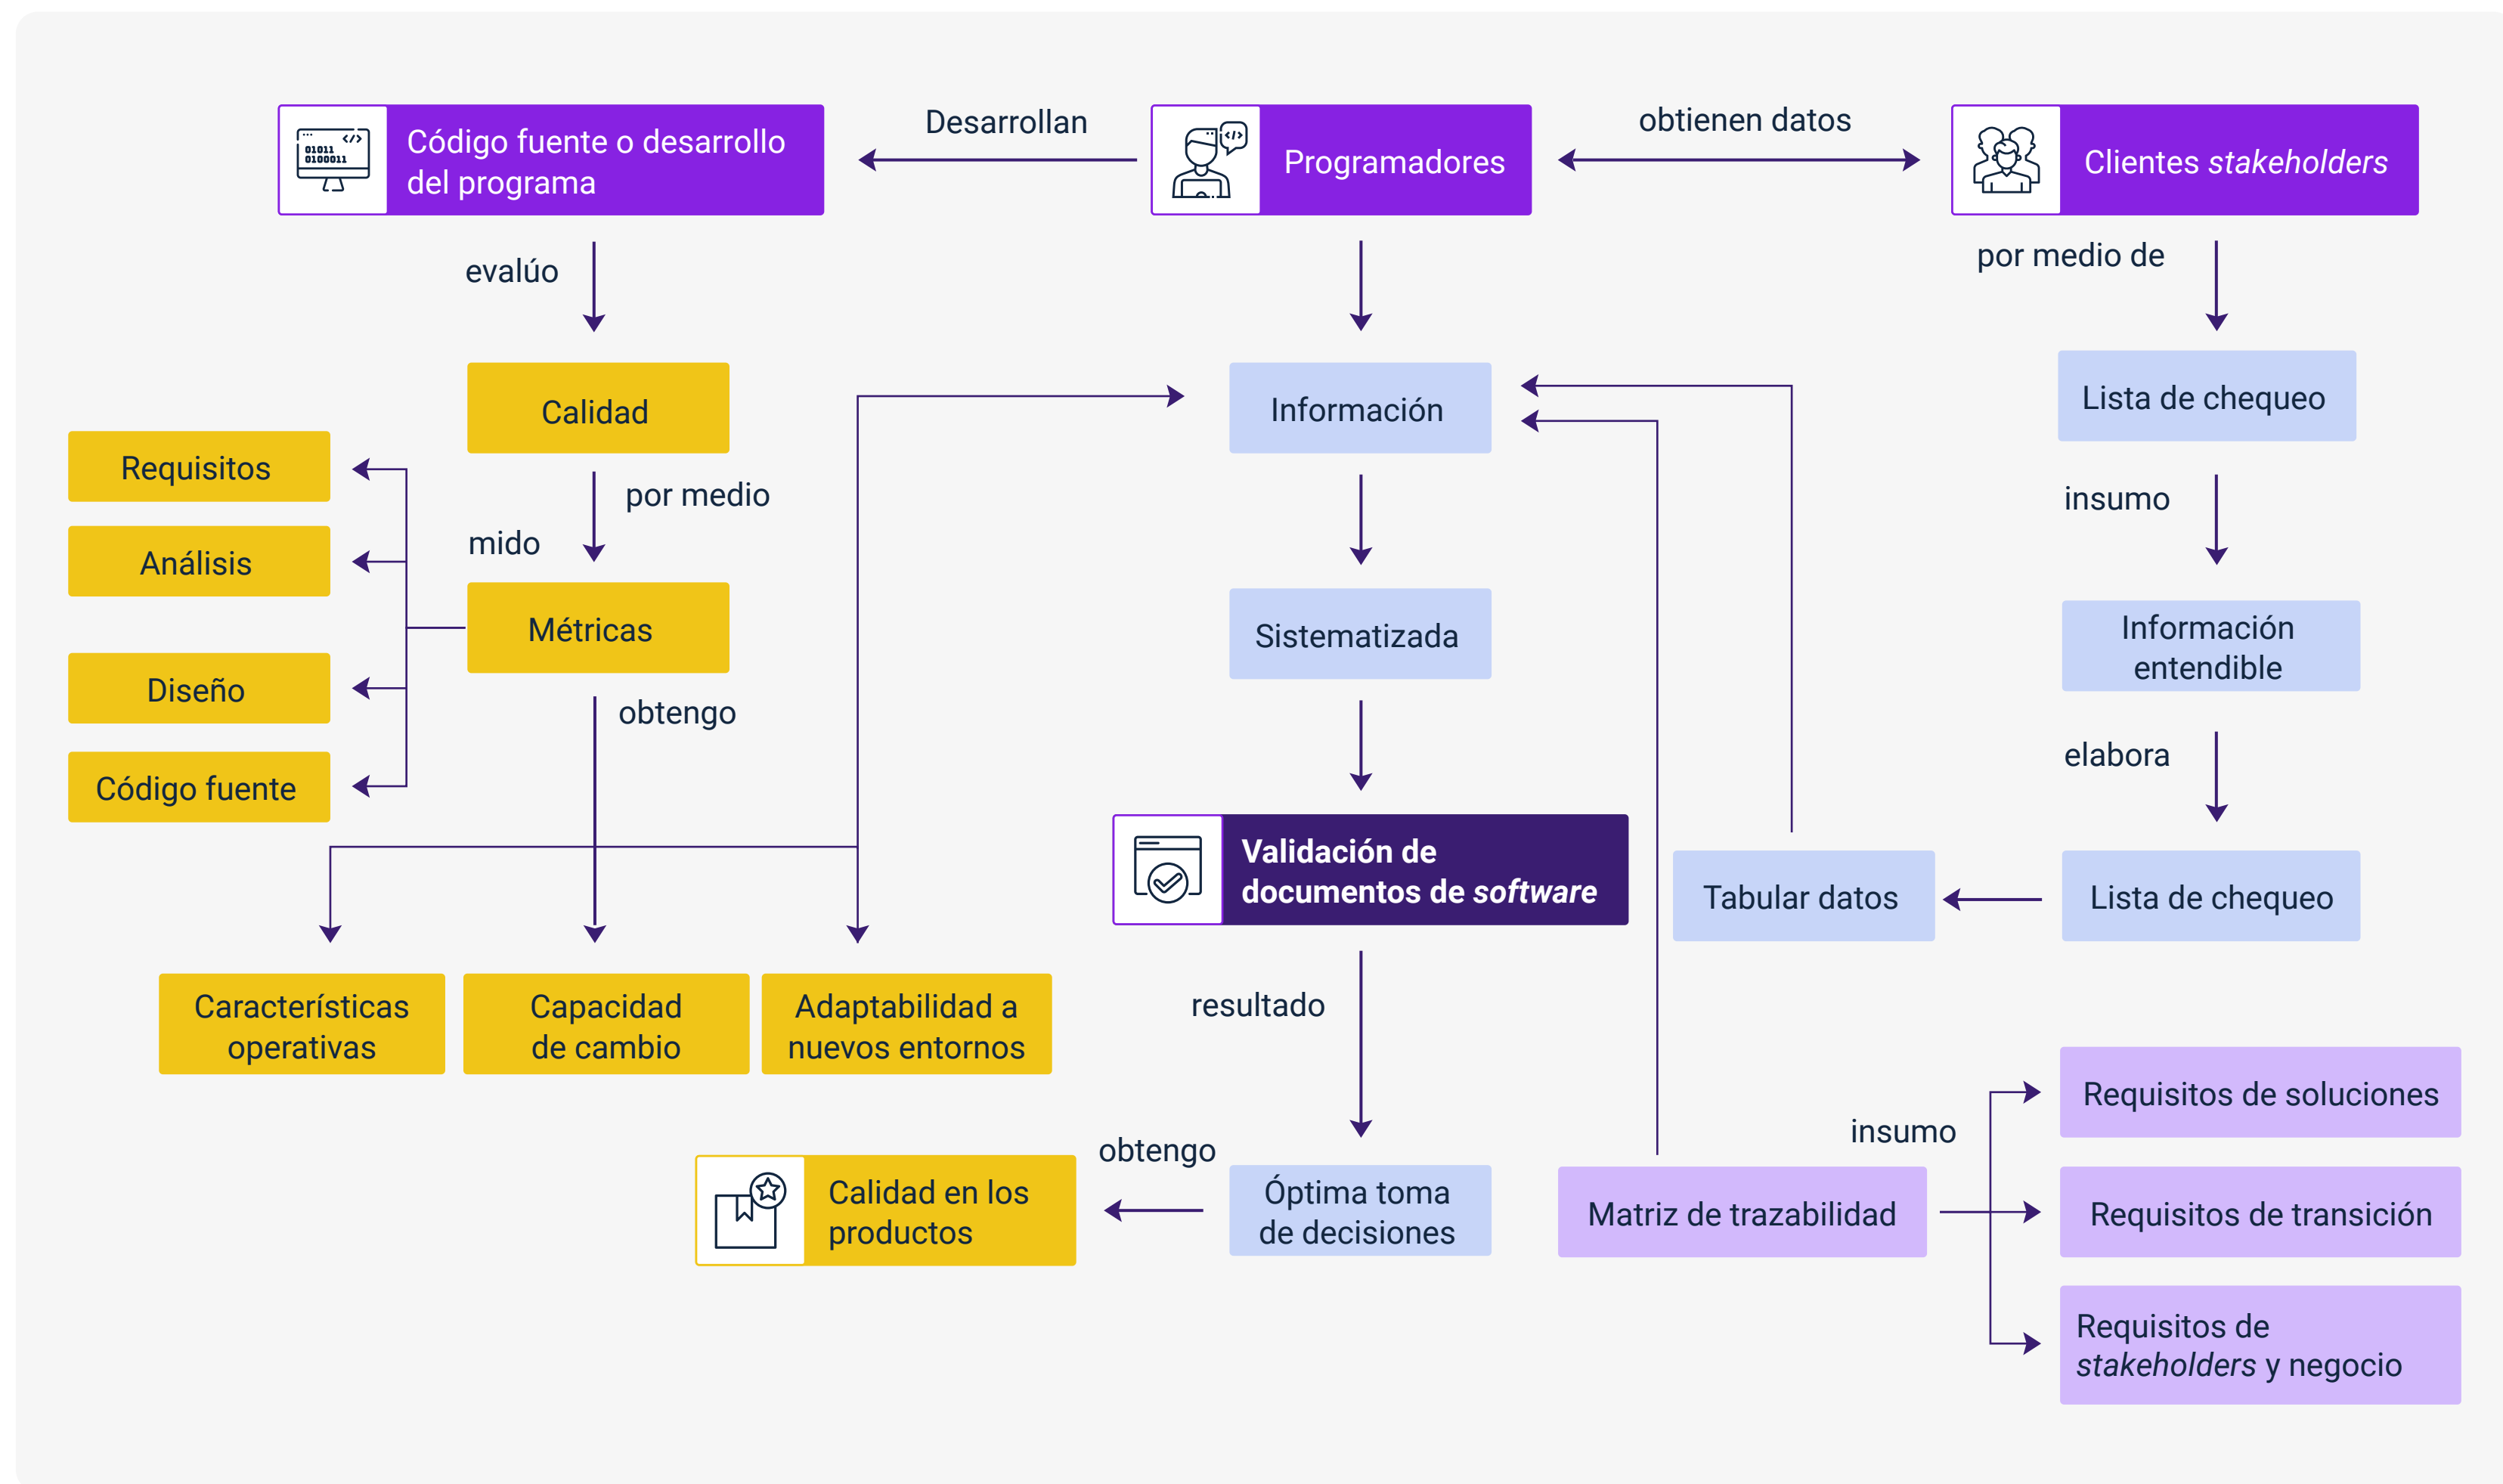 Código fuente o desarrollo
del programa
Desarrollan
Programadores
obtienen datos
Clientes stakeholders
01011
0100011
evalúo
por medio de
Calidad
Información
Lista de chequeo
Requisitos
por medio
insumo
mido
Análisis
Métricas
Sistematizada
Información
entendible
Diseño
obtengo
elabora
Código fuente
Validación de
documentos de software
Tabular datos
Lista de chequeo
Características
operativas
Capacidad
de cambio
Adaptabilidad a
nuevos entornos
resultado
Requisitos de soluciones
insumo
obtengo
Calidad en los
productos
Óptima toma
de decisiones
Matriz de trazabilidad
Requisitos de transición
Requisitos de
stakeholders y negocio